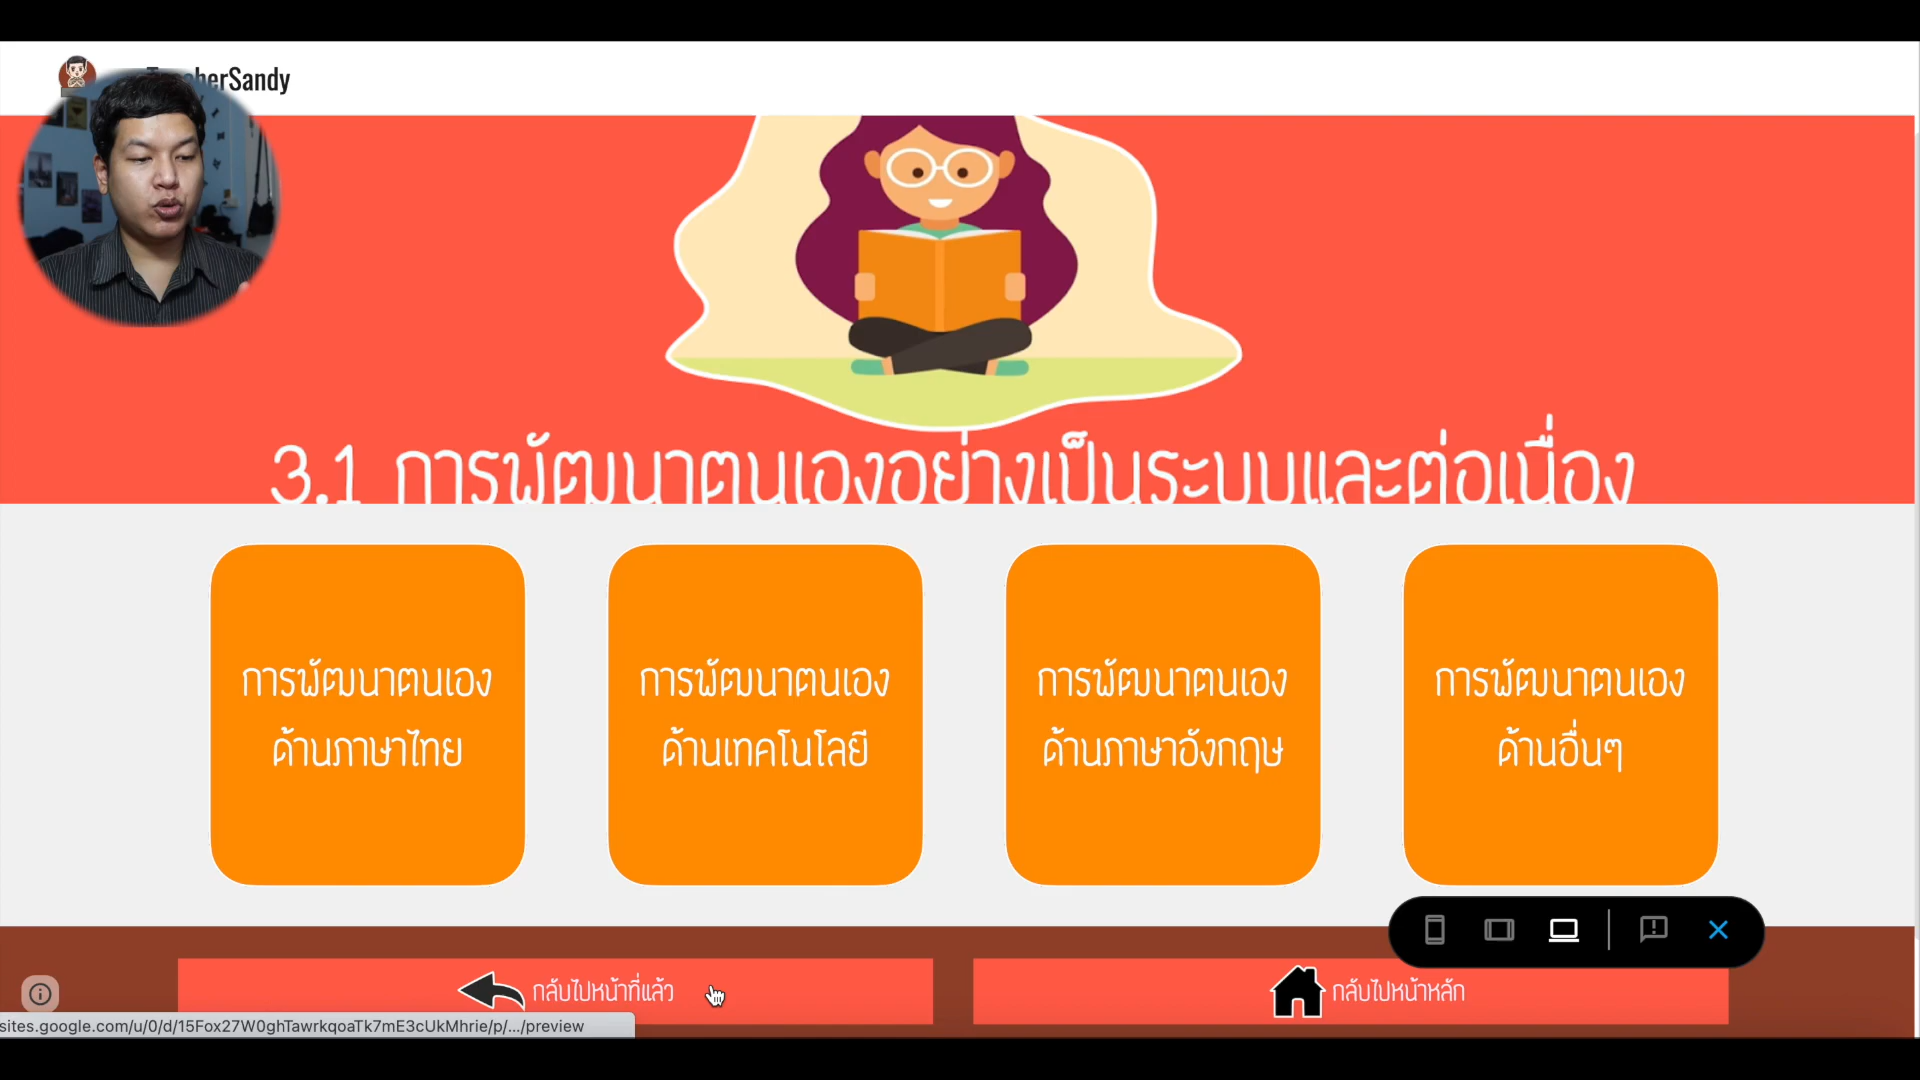 erSandy
3.1 การพัฒนาตนเองอย่างเป็นระบบและต่อเนื่อง
การพัฒนาตนเอง
ด้านภาษาไทย
การพัฒนาตนเอง
ด้านเทคโนโลยี
การพัฒนาตนเอง
ด้านภาษาอังกฤษ
การพัฒนาตนเอง
ด้านอื่นๆ
กลับไปหน้าที่แล้ว
กลับไปหน้าหลัก
sites.google.com/u/0/d/15Fox27W0ghTawrkqoaTk7mE3cUkMhrie/p/.../preview